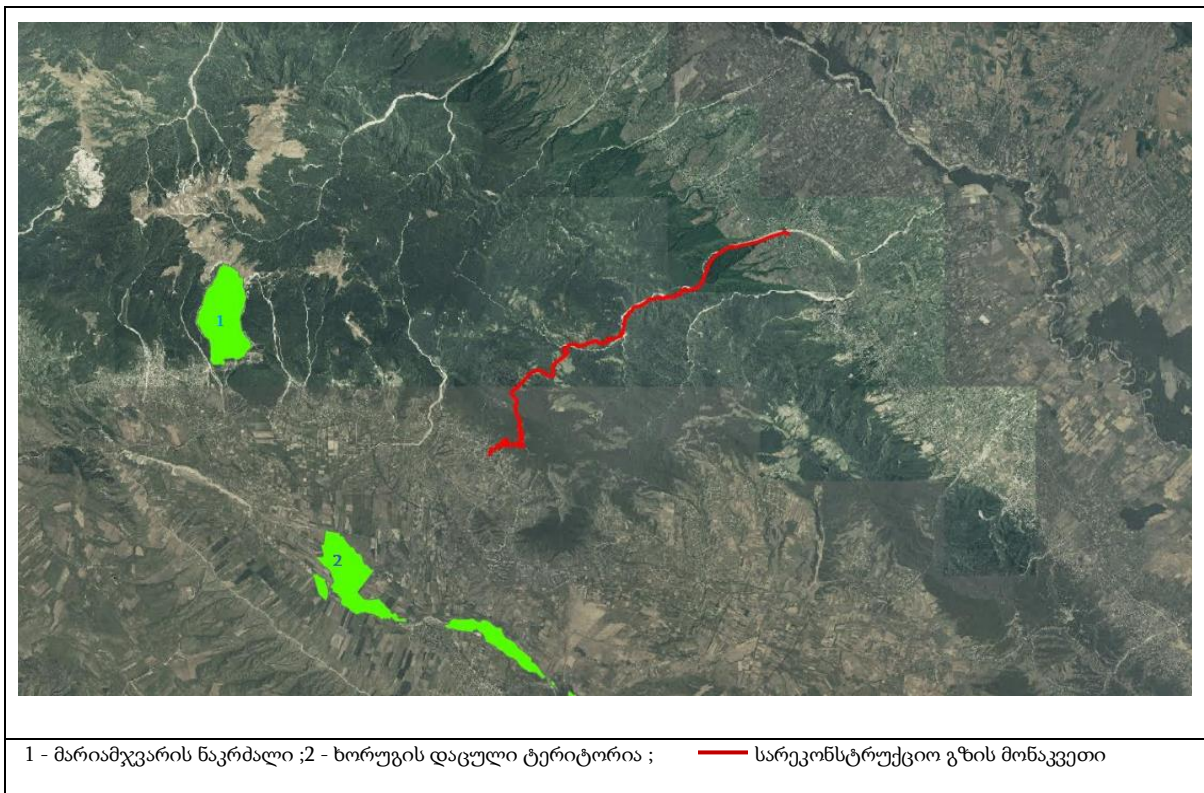 1
2
1 - მარიამჯვარის ნაკრძალი ;2 - ხორუგის დაცული ტერიტორია ; სარეკონსტრუქციო გზის მონაკვეთი